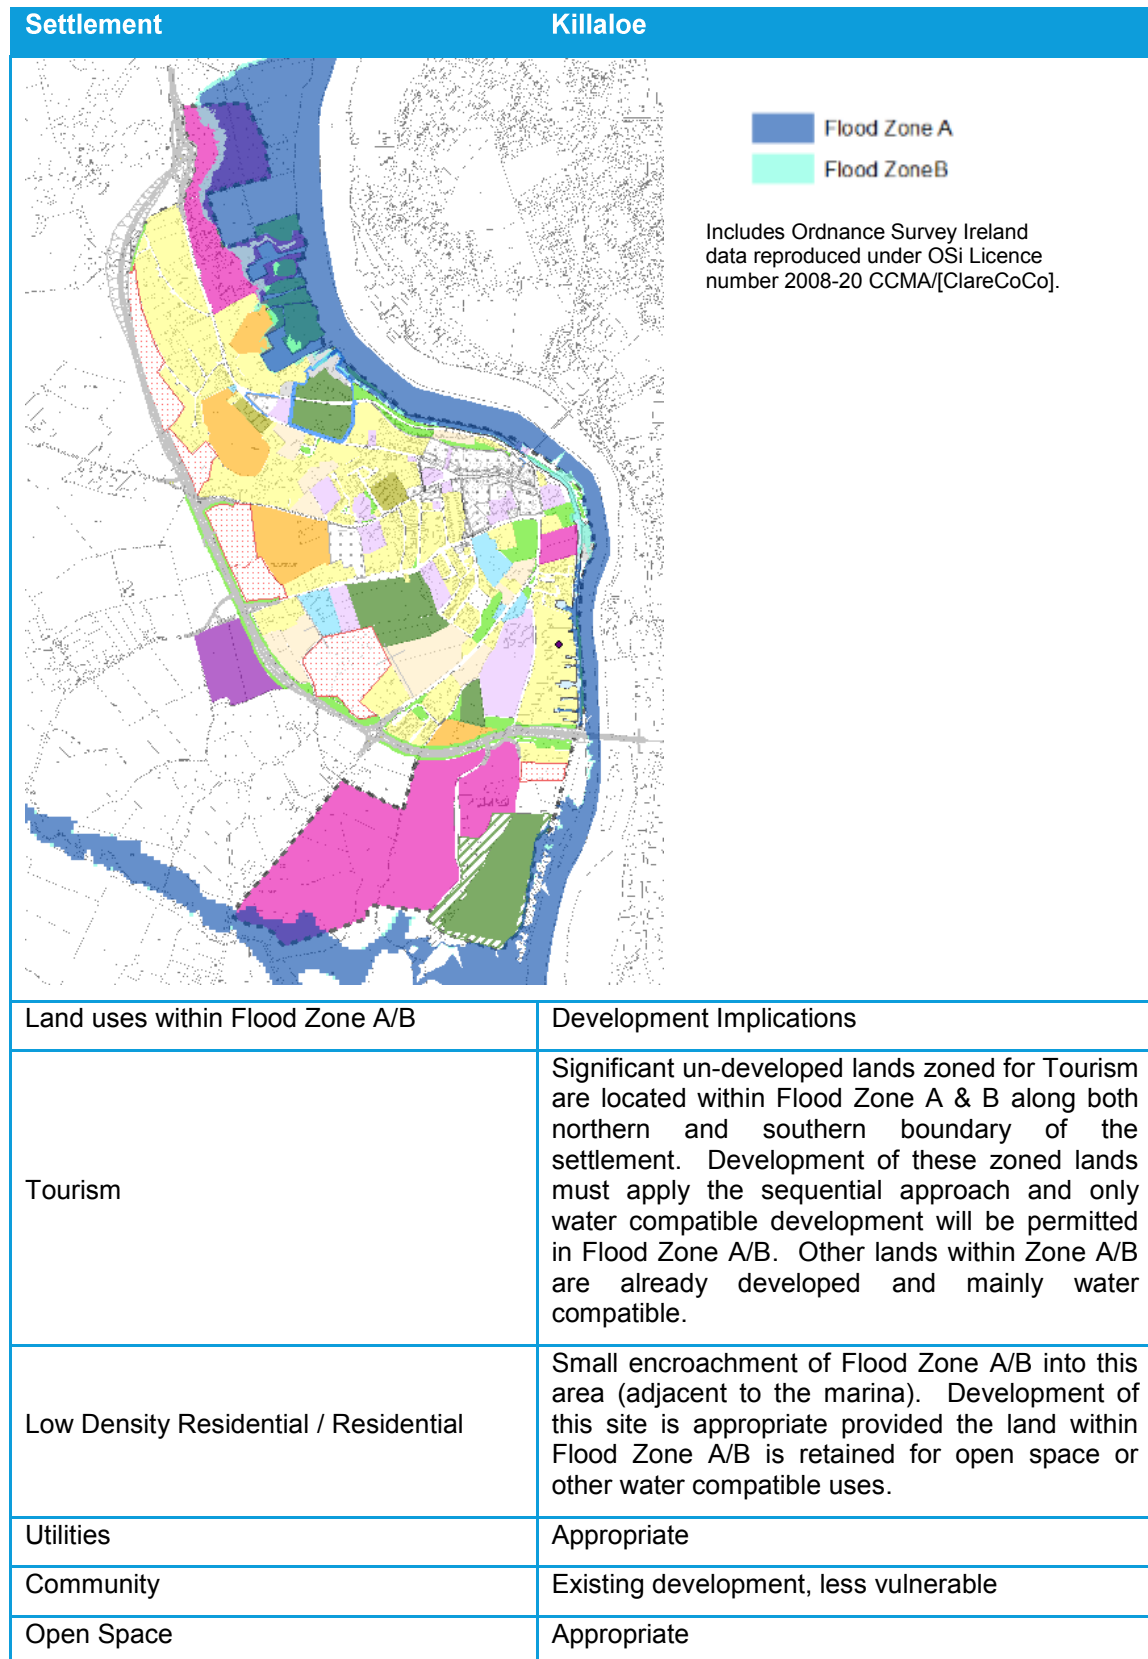 Settlement Killaloe
Flood Zone A
Flood ZoneB
Includes Ordnance Survey Ireland
data reproduced under OSi Licence
number 2008-20 CCMA/[ClareCoCo].
Land uses within Flood Zone A/B Development Implications
Tourism
Significant un-developed lands zoned for Tourism
are located within Flood Zone A & B along both
northern and southern boundary of the
settlement. Development of these zoned lands
must apply the sequential approach and only
water compatible development will be permitted
in Flood Zone A/B. Other lands within Zone A/B
are already developed and mainly water
compatible.
Low Density Residential / Residential
Small encroachment of Flood Zone A/B into this
area (adjacent to the marina). Development of
this site is appropriate provided the land within
Flood Zone A/B is retained for open space or
other water compatible uses.
Utilities Appropriate
Community Existing development, less vulnerable
Open Space Appropriate